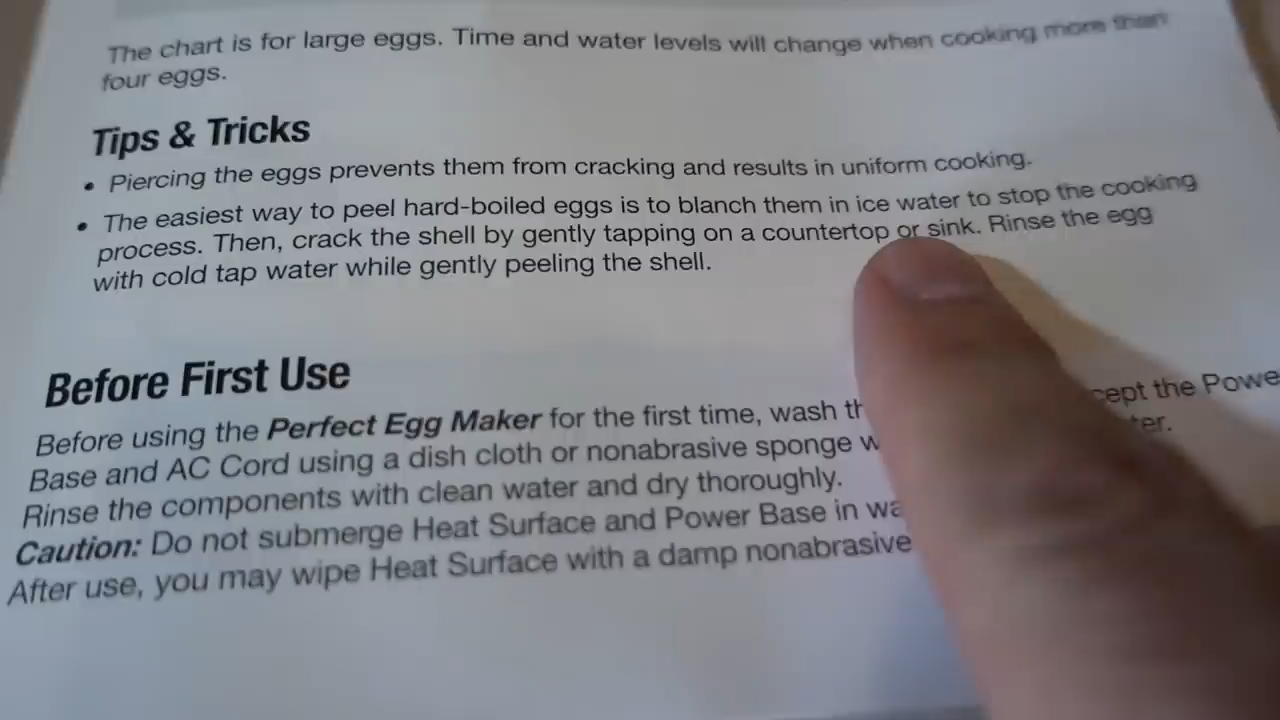 The chart is for large eggs. Time and water levels will change when cooking more than
four eggs.
Tips & Tricks
• Piercing the eggs prevents them from cracking and results in uniform cooking.
• The easiest way to peel hard-boiled eggs is to blanch them in ice water to stop the cooking
process. Then, crack the shell by gently tapping on a countertop or sink. Rinse the egg
with cold tap water while gently peeling the shell.
Before First Use
Before using the Perfect Egg Maker for the first time, wash cept the Powe
Base and AC Cord using a dish cloth or nonabrasive sponge
Rinse the components with clean water and dry thoroughly.
Caution: Do not submerge Heat Surface and Power Base in
After use, you may wipe Heat Surface with a damp nonabrasive